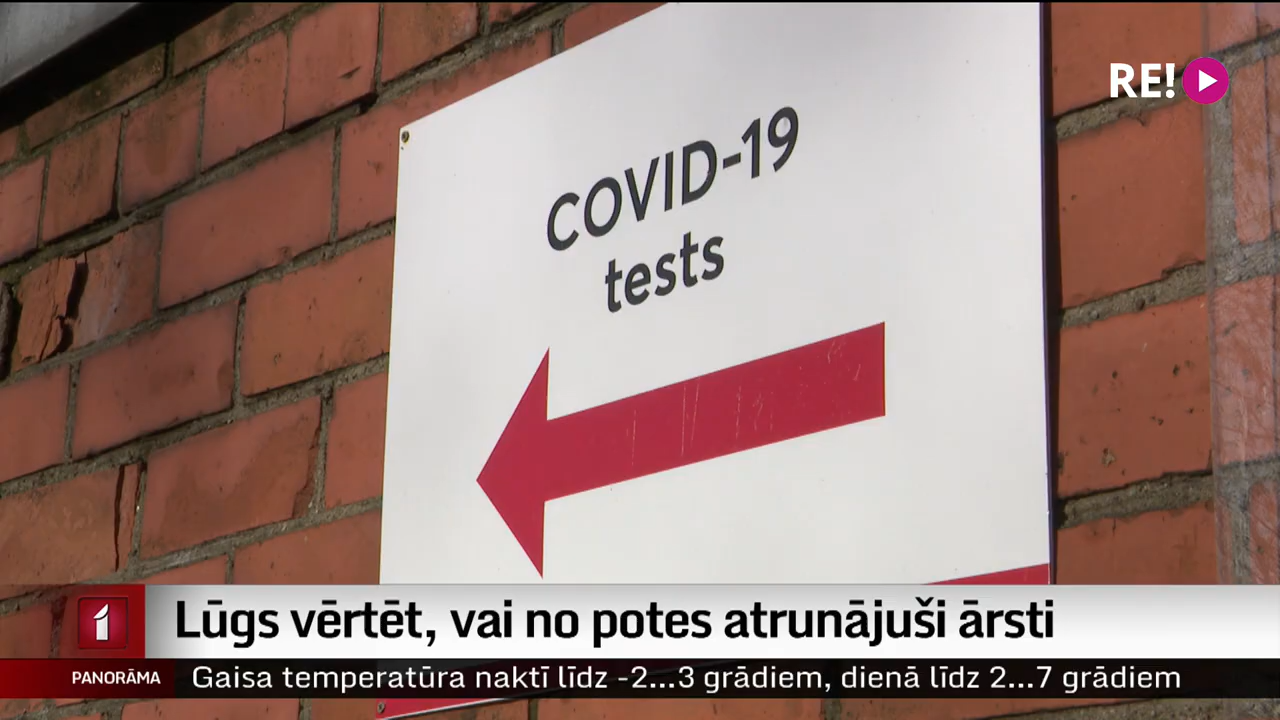 RE!
COVID-19
tests
1
Lūgs vērtēt, vai no potes atrunājuši ārsti
PANORĀMA
Gaisa temperatūra naktī līdz -2...3 grādiem, dienā līdz 2...7 grādiem